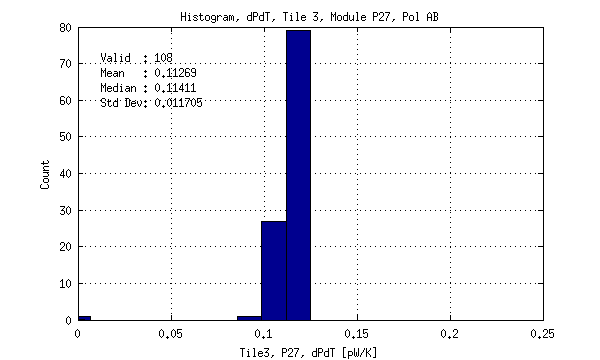 Histogram, dPdT, Tile 3, Module P27, Pol AB
80
70
60
50
40
30
20
10
0
Count
Valid : 108
Mean : 0.11269
Median : 0.11411
Std Dev: 0.011705
0 0.05 0.1 0.15 0.2 0.25
Tile3, P27, dPdT [pW/K]